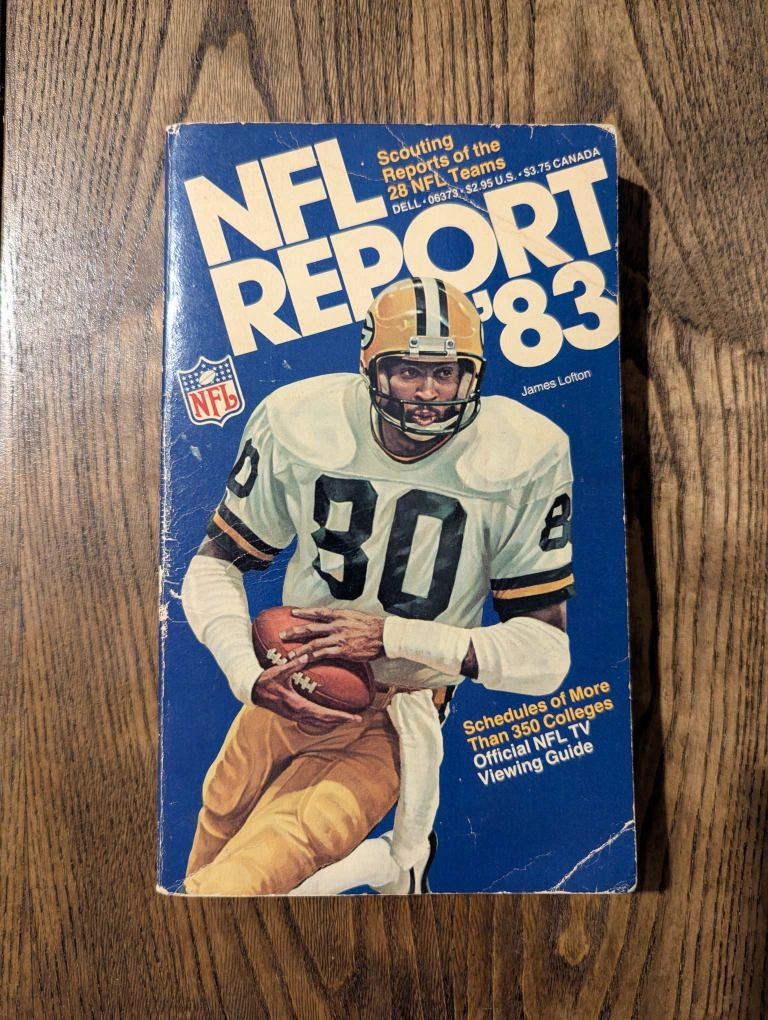 Scouting
Reports of the
28 NFL Teams
DELL • 06379 • $2.95 U.S. • $3.75 CANADA
NFL
REPORT
'83
NFL
James Lofton
G
80
80
8
Schedules of More
Than 350 Colleges
Official NFL TV
Viewing Guide